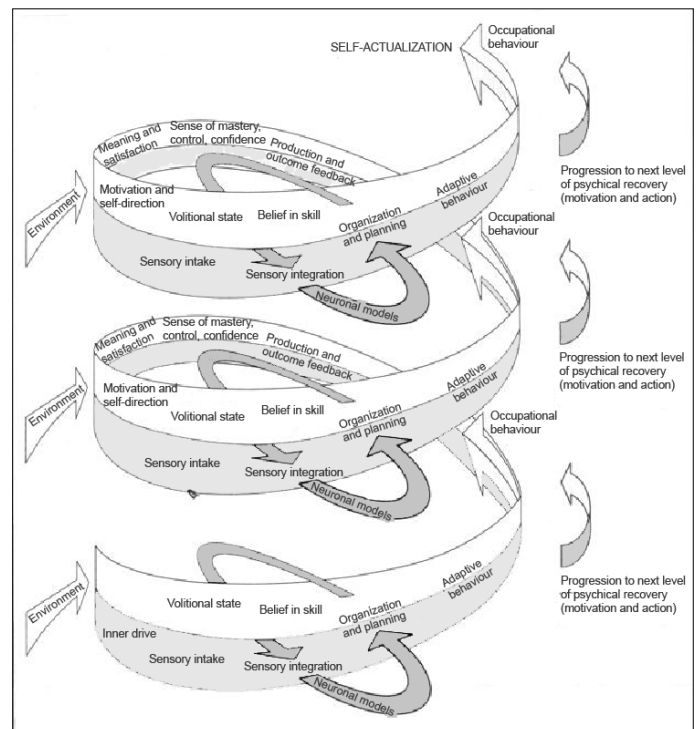 Occupational
behaviour
SELF-ACTUALIZATION
Meaning and
satisfaction
Sense of mastery,
control, confidence
Production and
outcome feedback
Environment
Motivation and
self-direction
Volitional state
Belief in skill
Organization
and planning
Adaptive
behaviour
Progression to next level
of psychical recovery
(motivation and action)
Sensory intake
Sensory integration
Neuronal models
Occupational
behaviour
Meaning and
satisfaction
Sense of mastery,
control, confidence
Production and
outcome feedback
Environment
Motivation and
self-direction
Volitional state
Belief in skill
Organization
and planning
Adaptive
behaviour
Progression to next level
of psychical recovery
(motivation and action)
Sensory intake
Sensory integration
Neuronal models
Occupational
behaviour
Environment
Volitional state
Belief in skill
Organization
and planning
Adaptive
behaviour
Progression to next level
of psychical recovery
(motivation and action)
Inner drive
Sensory intake
Sensory integration
Neuronal models